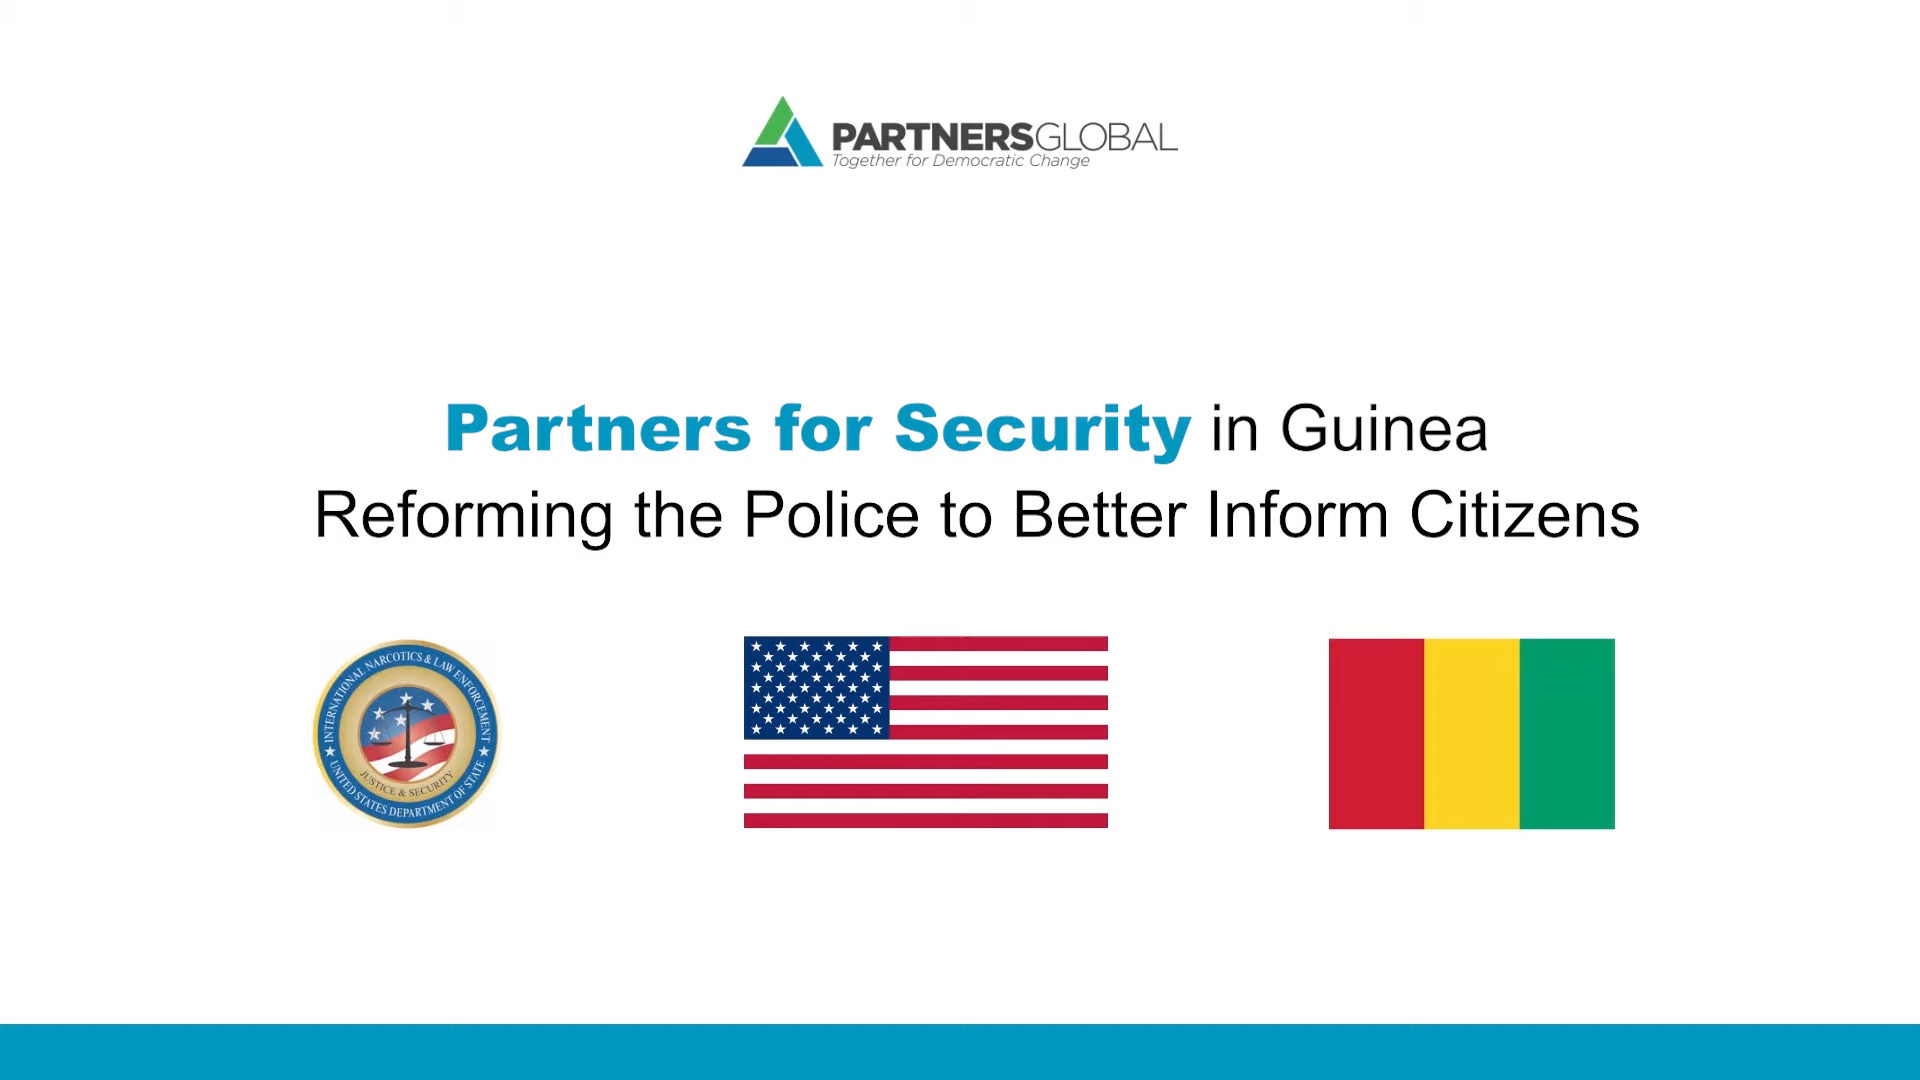 PARTNERSGLOBAL
Together for Democratic Change
Partners for Security in Guinea
Reforming the Police to Better Inform Citizens
INTERNATIONAL NARCOTICS & LAW ENFORCEMENT
JUSTICE & SECURITY
UNITED STATES DEPARTMENT OF STATE